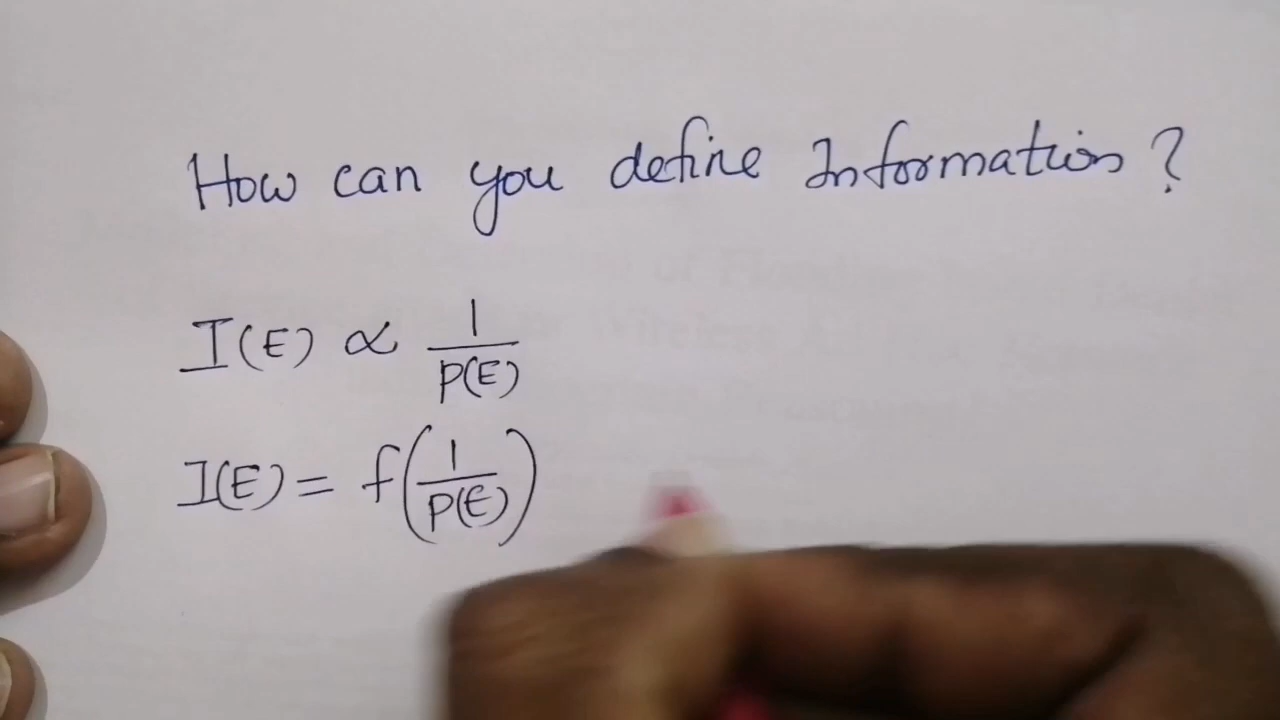 How can you define Information?
I(E) ∝ 1/P(E)
I(E) = f(1/P(E))